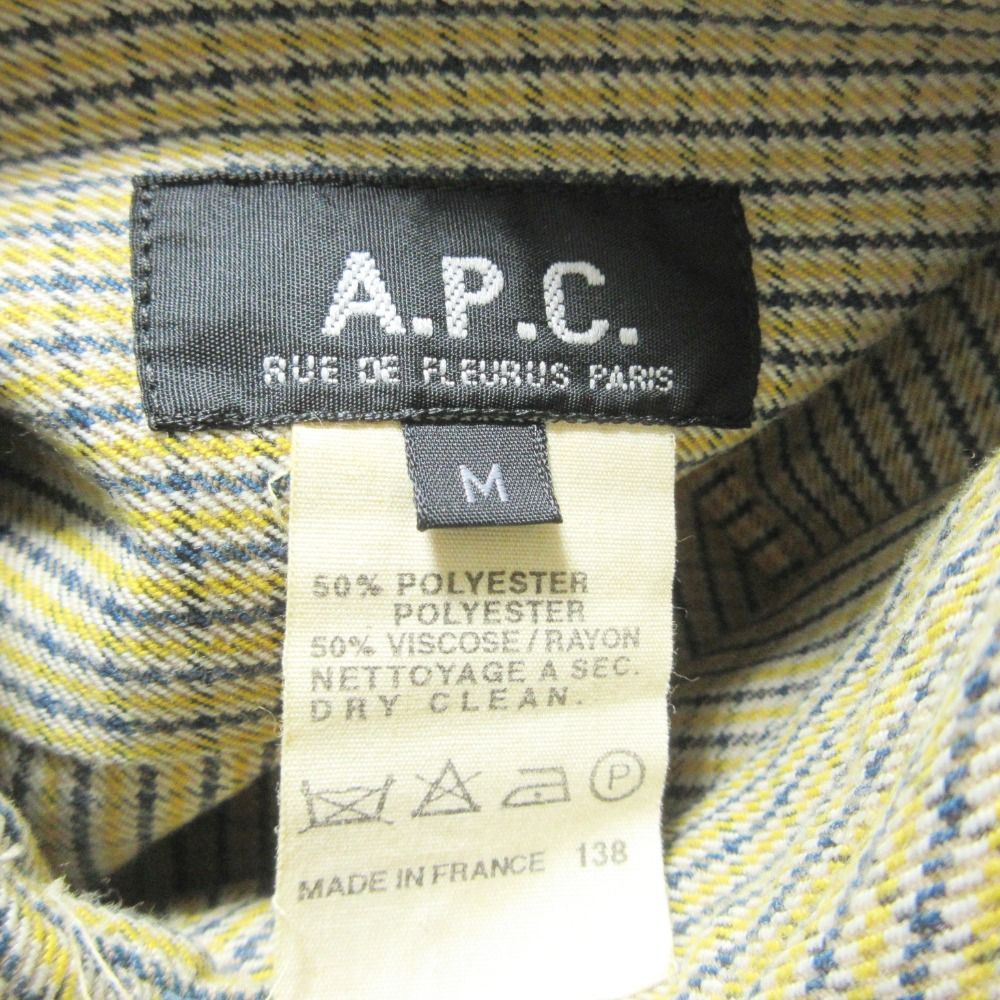 A.P.C.
RUE DE FLEURUS PARIS
M
50% POLYESTER
POLYESTER
50% VISCOSE/RAYON
NETTOYAGE A SEC.
DRY CLEAN.
P
MADE IN FRANCE 138